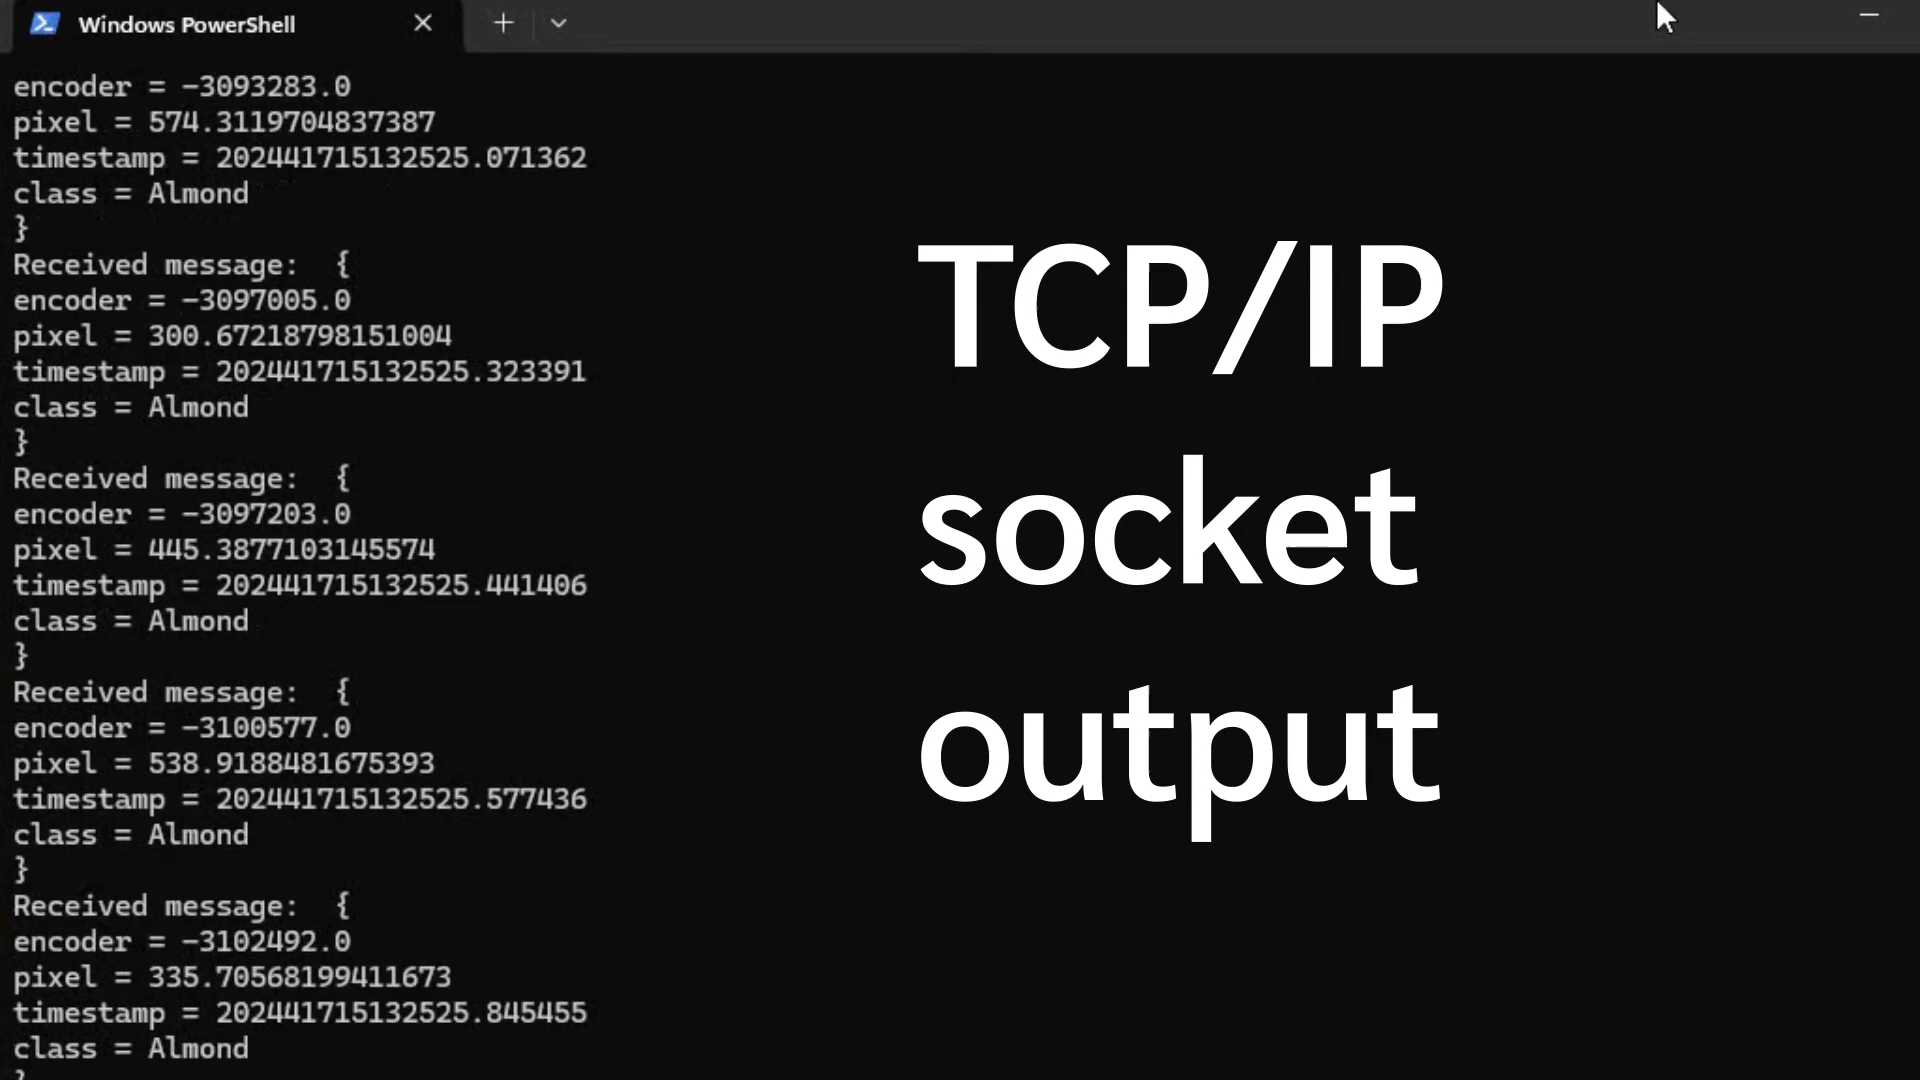 Windows PowerShell
encoder = -3093283.0
pixel = 574.3119704837387
timestamp = 202441715132525.071362
class = Almond
}
Received message:  {
encoder = -3097005.0
pixel = 300.67218798151004
timestamp = 202441715132525.323391
class = Almond
}
Received message:  {
encoder = -3097203.0
pixel = 445.3877103145574
timestamp = 202441715132525.441406
class = Almond
}
Received message:  {
encoder = -3100577.0
pixel = 538.9188481675393
timestamp = 202441715132525.577436
class = Almond
}
Received message:  {
encoder = -3102492.0
pixel = 335.70568199411673
timestamp = 202441715132525.845455
class = Almond
}
TCP/IP
socket
output